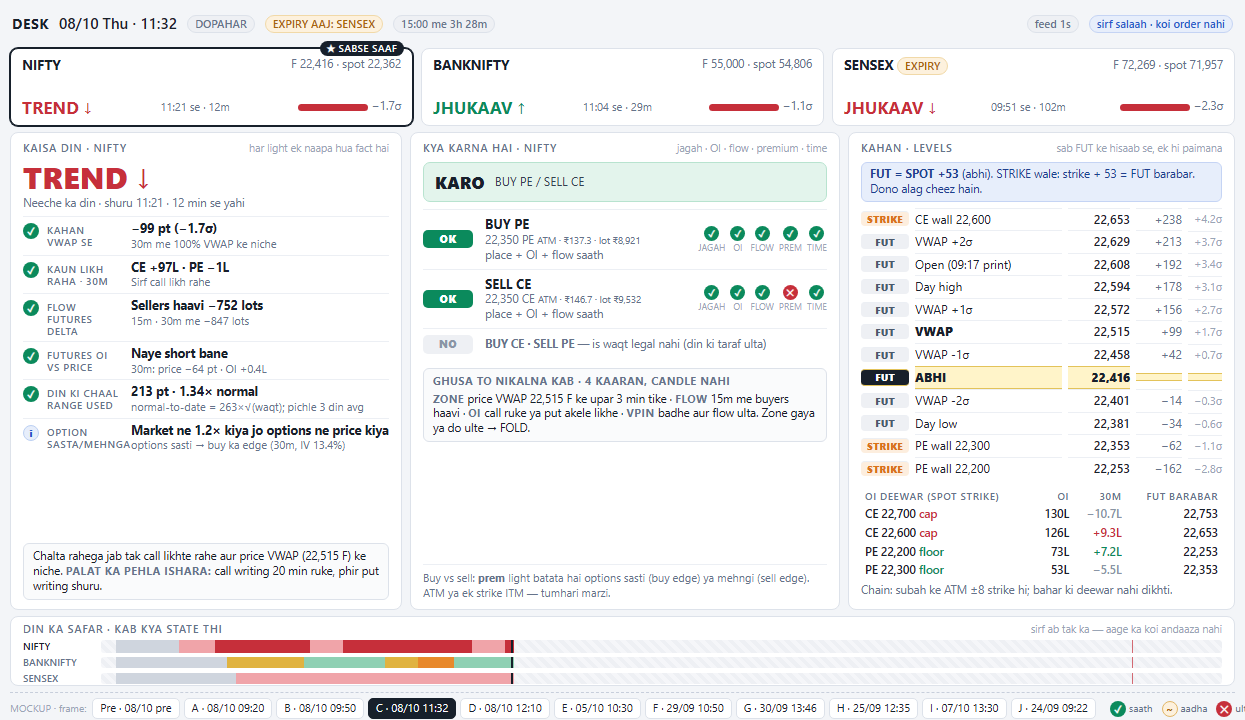 DESK 08/10 Thu · 11:32 DOPAHAR EXPIRY AAJ: SENSEX 15:00 me 3h 28m feed 1s sirf salaah · koi order nahi
★ SABSE SAAF
NIFTY F 22,416 · spot 22,362
TREND ↓ 11:21 se · 12m −1.7σ
BANKNIFTY F 55,000 · spot 54,806
JHUKAAV ↑ 11:04 se · 29m −1.1σ
SENSEX EXPIRY F 72,269 · spot 71,957
JHUKAAV ↓ 09:51 se · 102m −2.3σ
KAISA DIN · NIFTY har light ek naapa hua fact hai
TREND ↓
Neeche ka din · shuru 11:21 · 12 min se yahi
KAHAN VWAP SE
−99 pt (−1.7σ)
30m me 100% VWAP ke niche
KAUN LIKH RAHA · 30M
CE +97L · PE −1L
Sirf call likh rahe
FLOW FUTURES DELTA
Sellers haavi −752 lots
15m · 30m me −847 lots
FUTURES OI VS PRICE
Naye short bane
30m: price −64 pt · OI +0.4L
DIN KI CHAAL RANGE USED
213 pt · 1.34× normal
normal-to-date = 263×√(waqt); pichle 3 din avg
OPTION SASTA/MEHNGA
Market ne 1.2× kiya jo options ne price kiya
options sasti → buy ka edge (30m, IV 13.4%)
Chalta rahega jab tak call likhte rahe aur price VWAP (22,515 F) ke
niche. PALAT KA PEHLA ISHARA: call writing 20 min ruke, phir put
writing shuru.
KYA KARNA HAI · NIFTY jagah · OI · flow · premium · time
KARO BUY PE / SELL CE
OK BUY PE
22,350 PE ATM · ₹137.3 · lot ₹8,921
place + OI + flow saath
JAGAH OI FLOW PREM TIME
OK SELL CE
22,350 CE ATM · ₹146.7 · lot ₹9,532
place + OI + flow saath
JAGAH OI FLOW PREM TIME
NO BUY CE · SELL PE — is waqt legal nahi (din ki taraf ulta)
GHUSA TO NIKALNA KAB · 4 KAARAN, CANDLE NAHI
ZONE price VWAP 22,515 F ke upar 3 min tike · FLOW 15m me buyers
haavi · OI call ruke ya put akele likhe · VPIN badhe aur flow ulta. Zone gaya
ya do ulte → FOLD.
Buy vs sell: prem light batata hai options sasti (buy edge) ya mehngi (sell edge).
ATM ya ek strike ITM — tumhari marzi.
KAHAN · LEVELS sab FUT ke hisaab se, ek hi paimana
FUT = SPOT +53 (abhi). STRIKE wale: strike + 53 = FUT barabar.
Dono alag cheez hain.
STRIKE CE wall 22,600 22,653 +238 +4.2σ
FUT VWAP +2σ 22,629 +213 +3.7σ
FUT Open (09:17 print) 22,608 +192 +3.4σ
FUT Day high 22,594 +178 +3.1σ
FUT VWAP +1σ 22,572 +156 +2.7σ
FUT VWAP 22,515 +99 +1.7σ
FUT VWAP -1σ 22,458 +42 +0.7σ
FUT ABHI 22,416
FUT VWAP -2σ 22,401 −14 −0.3σ
FUT Day low 22,381 −34 −0.6σ
STRIKE PE wall 22,300 22,353 −62 −1.1σ
STRIKE PE wall 22,200 22,253 −162 −2.8σ
OI DEEWAR (SPOT STRIKE) OI 30M FUT BARABAR
CE 22,700 cap 130L −10.7L 22,753
CE 22,600 cap 126L +9.3L 22,653
PE 22,200 floor 73L +7.2L 22,253
PE 22,300 floor 53L −5.5L 22,353
Chain: subah ke ATM ±8 strike hi; bahar ki deewar nahi dikhti.
DIN KA SAFAR · KAB KYA STATE THI sirf ab tak ka — aage ka koi andaaza nahi
NIFTY
BANKNIFTY
SENSEX
MOCKUP · frame: Pre · 08/10 pre A · 08/10 09:20 B · 08/10 09:50 C · 08/10 11:32 D · 08/10 12:10 E · 05/10 10:30 F · 29/09 10:50 G · 30/09 13:46 H · 25/09 12:35 I · 07/10 13:30 J · 24/09 09:22 saath ~ aadha